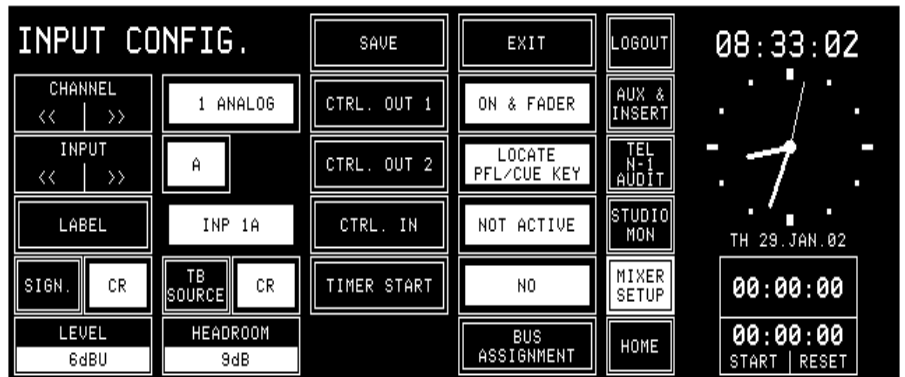 INPUT CONFIG.
SAVE
EXIT
LOGOUT
08:33:02
CHANNEL
<< >>
1 ANALOG
CTRL. OUT 1
ON & FADER
AUX &
INSERT
INPUT
<< >>
A
CTRL. OUT 2
LOCATE
PFL/CUE KEY
TEL
N-1
AUDIT
LABEL
INP 1A
CTRL. IN
NOT ACTIVE
STUDIO
MON
TH 29.JAN.02
SIGN.
CR
TB
SOURCE
CR
TIMER START
NO
MIXER
SETUP
00:00:00
LEVEL
6dBU
HEADROOM
9dB
BUS
ASSIGNMENT
HOME
00:00:00
START RESET